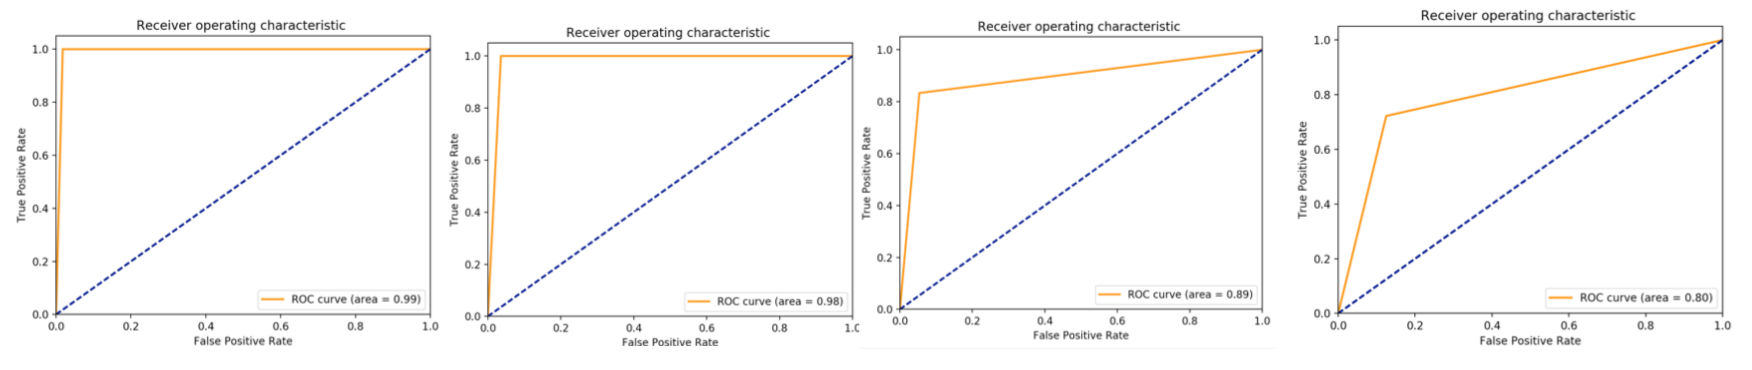 Receiver operating characteristic
1.0
0.8
0.6
0.4
0.2
0.0
True Positive Rate
ROC curve (area = 0.99)
0.0 0.2 0.4 0.6 0.8 1.0
False Positive Rate
Receiver operating characteristic
1.0
0.8
0.6
0.4
0.2
0.0
True Positive Rate
ROC curve (area = 0.98)
0.0 0.2 0.4 0.6 0.8 1.0
False Positive Rate
Receiver operating characteristic
1.0
0.8
0.6
0.4
0.2
0.0
True Positive Rate
ROC curve (area = 0.89)
0.0 0.2 0.4 0.6 0.8 1.0
False Positive Rate
Receiver operating characteristic
1.0
0.8
0.6
0.4
0.2
0.0
True Positive Rate
ROC curve (area = 0.80)
0.0 0.2 0.4 0.6 0.8 1.0
False Positive Rate